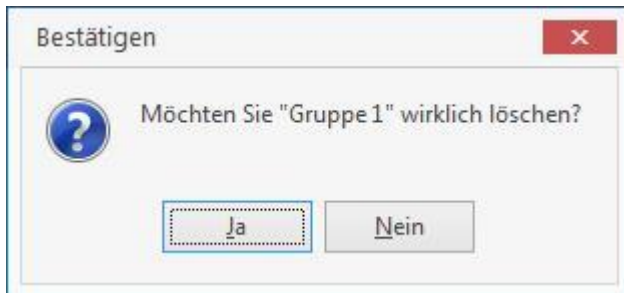 Bestätigen
Möchten Sie "Gruppe 1" wirklich löschen?
Ja
Nein